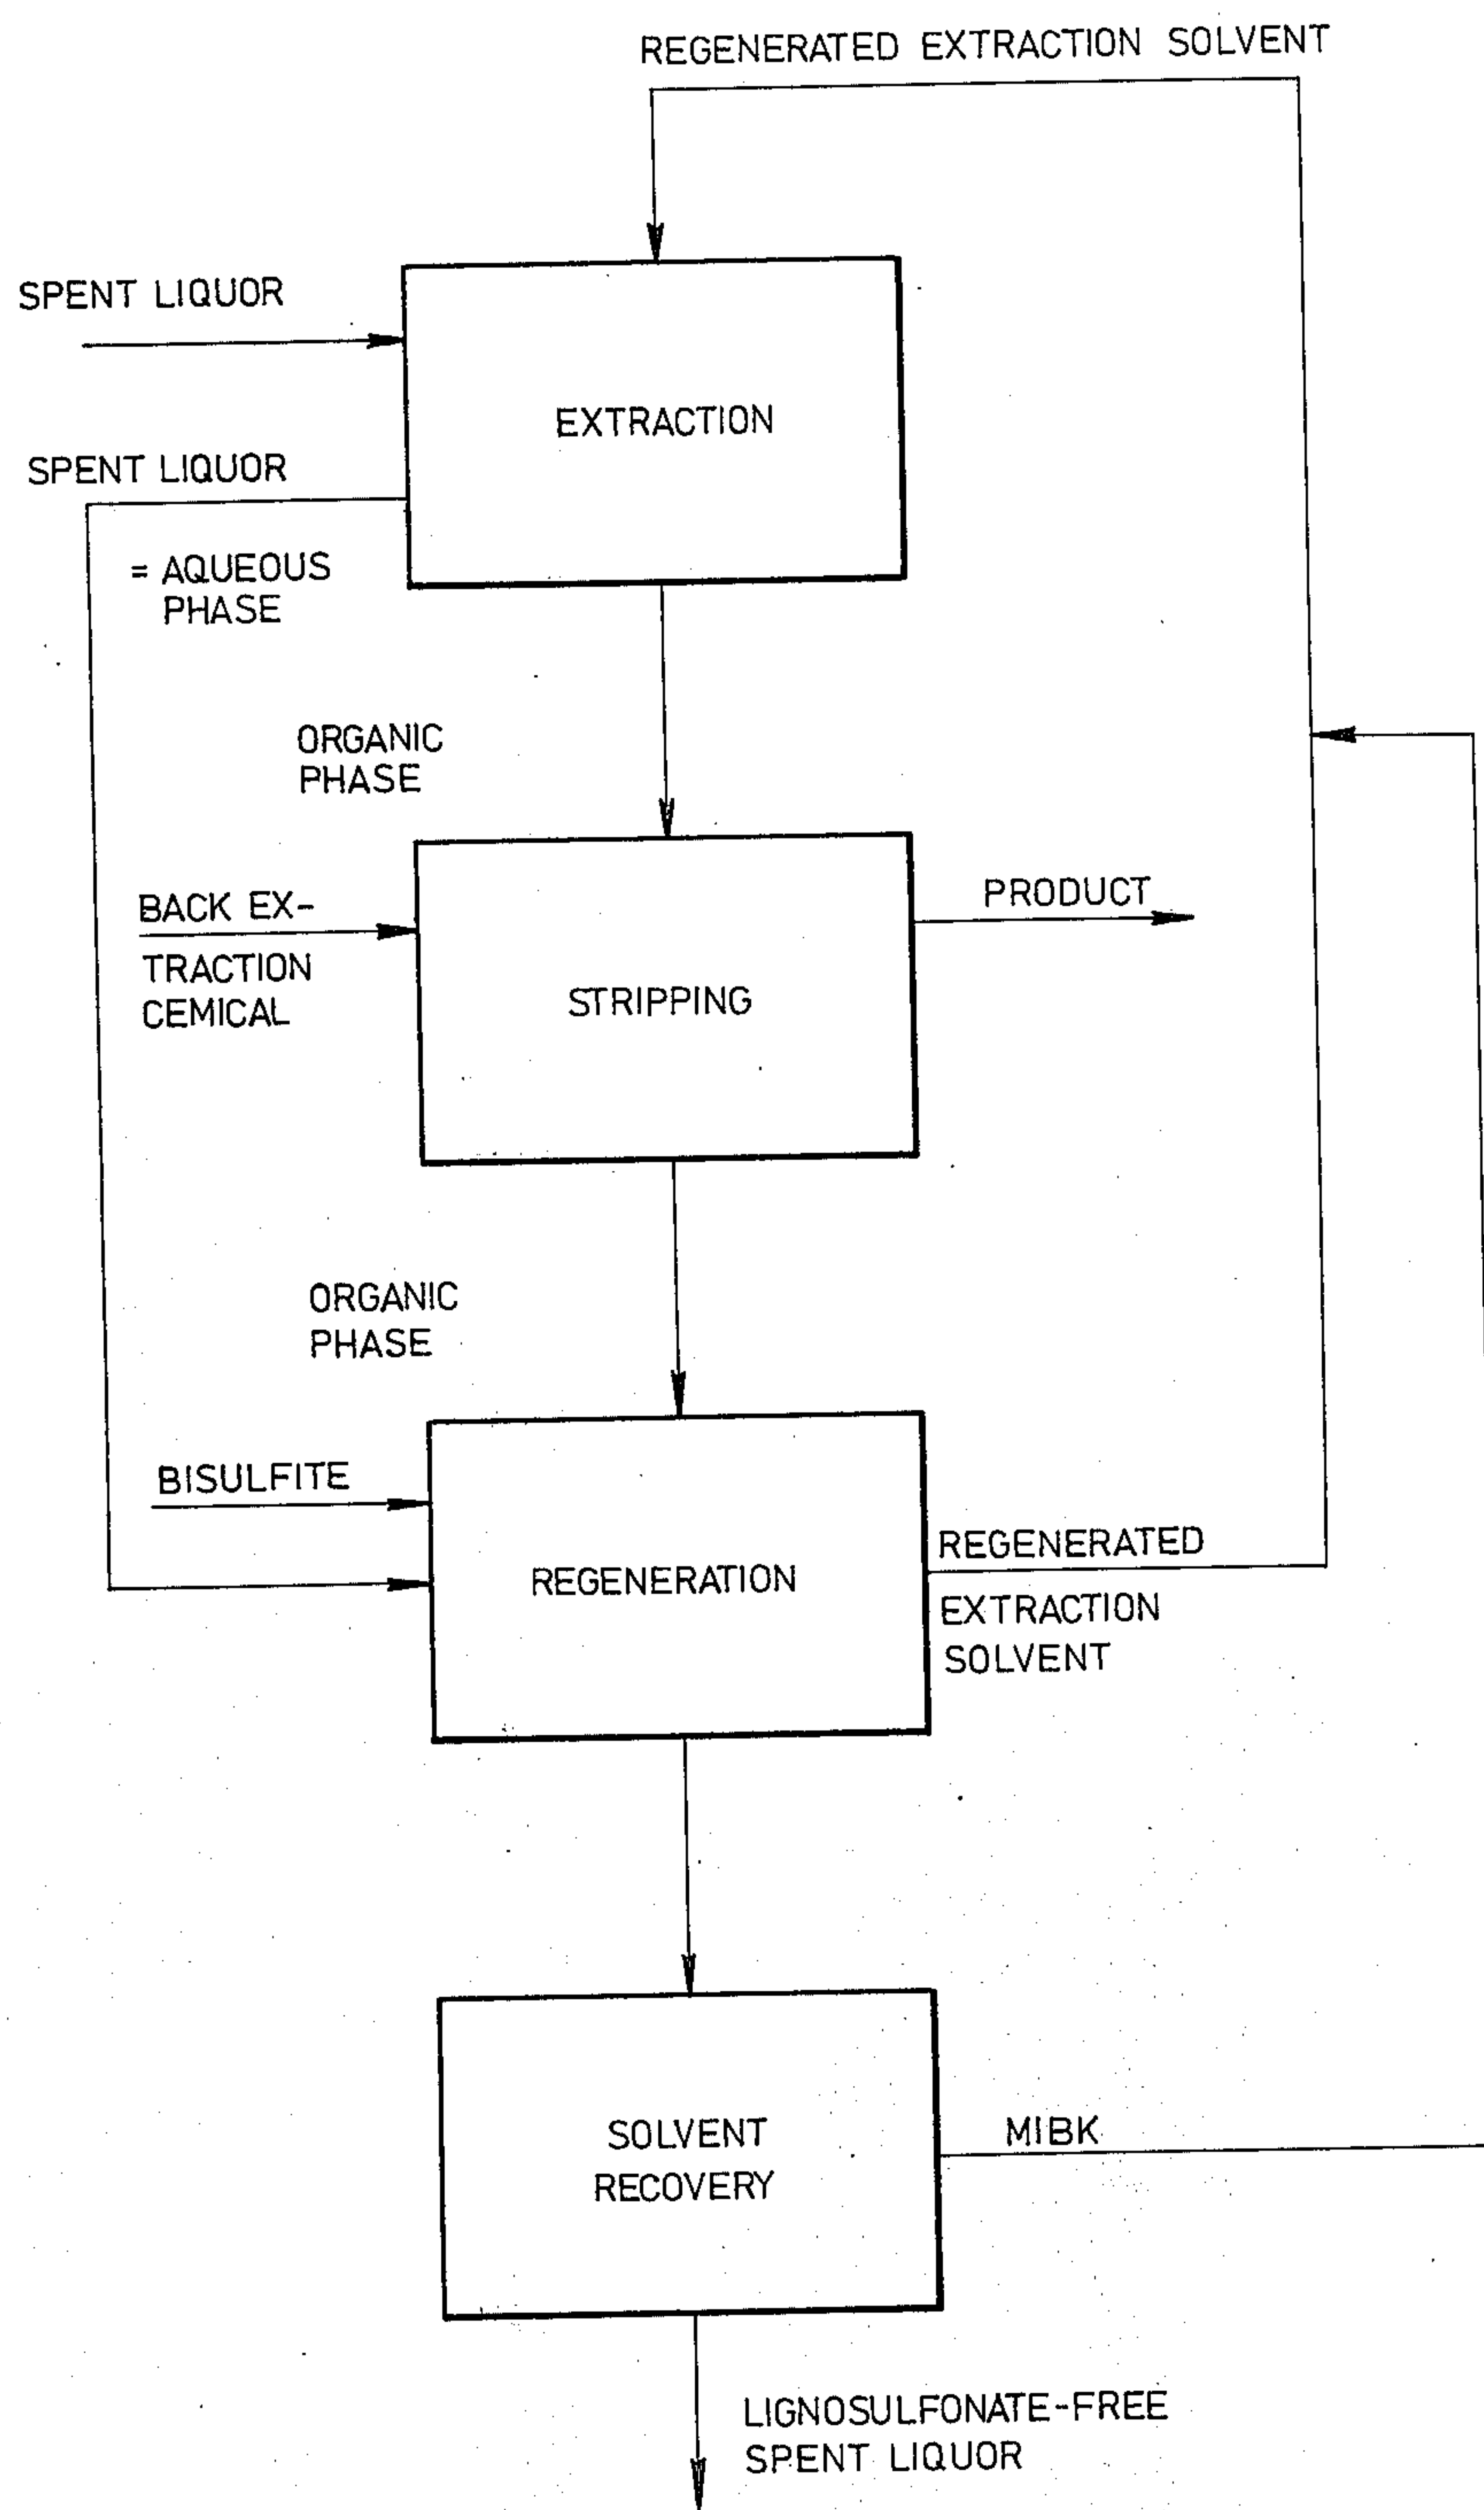 REGENERATED EXTRACTION SOLVENT
SPENT LIQUOR
EXTRACTION
SPENT LIQUOR
= AQUEOUS
PHASE
ORGANIC
PHASE
BACK EX-
TRACTION
CEMICAL
PRODUCT
STRIPPING
ORGANIC
PHASE
BISULFITE
REGENERATION
REGENERATED
EXTRACTION
SOLVENT
SOLVENT
RECOVERY
MIBK
LIGNOSULFONATE-FREE
SPENT LIQUOR